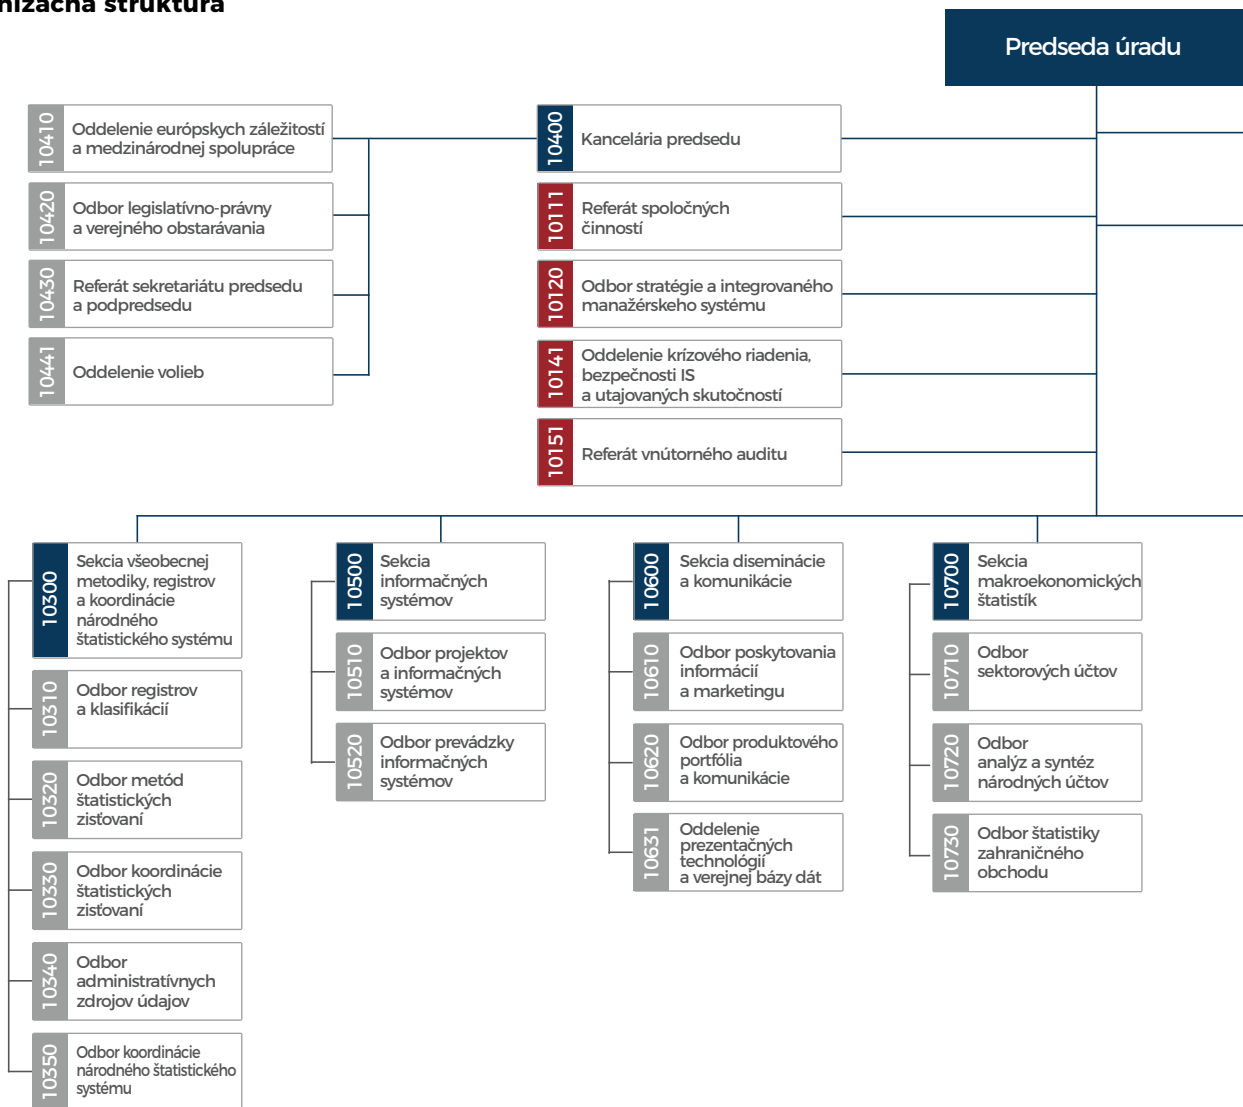 nizačná štruktúra
Predseda úradu
10410
Oddelenie európskych záležitostí
a medzinárodnej spolupráce
10420
Odbor legislatívno-právny
a verejného obstarávania
10430
Referát sekretariátu predsedu
a podpredsedu
10441
Oddelenie volieb
10400
Kancelária predsedu
10111
Referát spoločných
činností
10120
Odbor stratégie a integrovaného
manažérskeho systému
10141
Oddelenie krízového riadenia,
bezpečnosti IS
a utajovaných skutočností
10151
Referát vnútorného auditu
10300
Sekcia všeobecnej
metodiky, registrov
a koordinácie
národného
štatistického systému
10310
Odbor registrov
a klasifikácií
10320
Odbor metód
štatistických
zisťovaní
10330
Odbor koordinácie
štatistických
zisťovaní
10340
Odbor
administratívnych
zdrojov údajov
10350
Odbor koordinácie
národného štatistického
systému
10500
Sekcia
informačných
systémov
10510
Odbor projektov
a informačných
systémov
10520
Odbor prevádzky
informačných
systémov
10600
Sekcia diseminácie
a komunikácie
10610
Odbor poskytovania
informácií
a marketingu
10620
Odbor produktového
portfólia
a komunikácie
10631
Oddelenie
prezentačných
technológií
a verejnej bázy dát
10700
Sekcia
makroekonomických
štatistík
10710
Odbor
sektorových účtov
10720
Odbor
analýz a syntéz
národných účtov
10730
Odbor štatistiky
zahraničného
obchodu